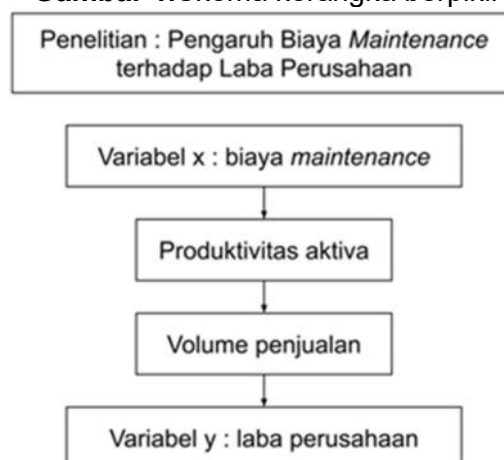 Penelitian : Pengaruh Biaya Maintenance
terhadap Laba Perusahaan
Variabel x : biaya maintenance
Produktivitas aktiva
Volume penjualan
Variabel y : laba perusahaan